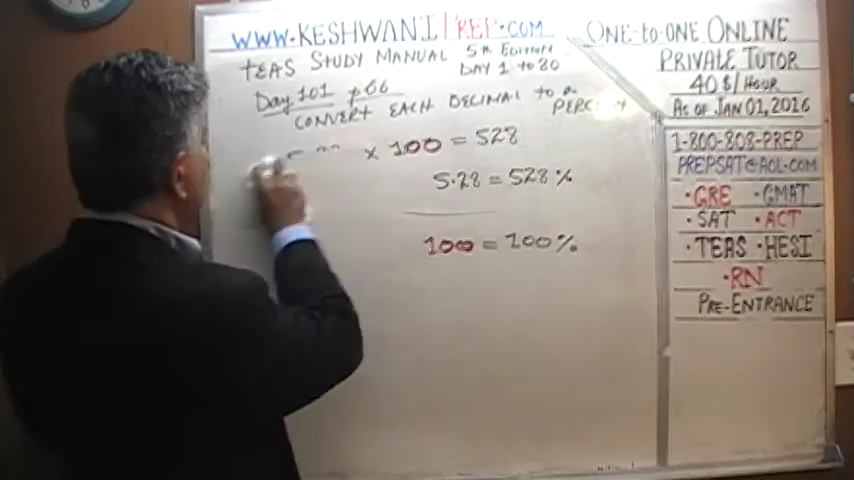 WWW.KESHWANIPREP.COM
TEAS STUDY MANUAL 5TH EDITION
DAY 1 TO 20
Day 101 p66
CONVERT EACH DECIMAL to a
x 100 = 528
5.28 = 528%
100 = 100%
ONE-to-ONE ONLINE
PRIVATE TUTOR
40$/HOUR
AS OF JAN 01, 2016
1-800-808-PREP
PREPSAT@AOL.COM
•GRE •GMAT
•SAT •ACT
•TEAS •HESI
•RN
PRE-ENTRANCE